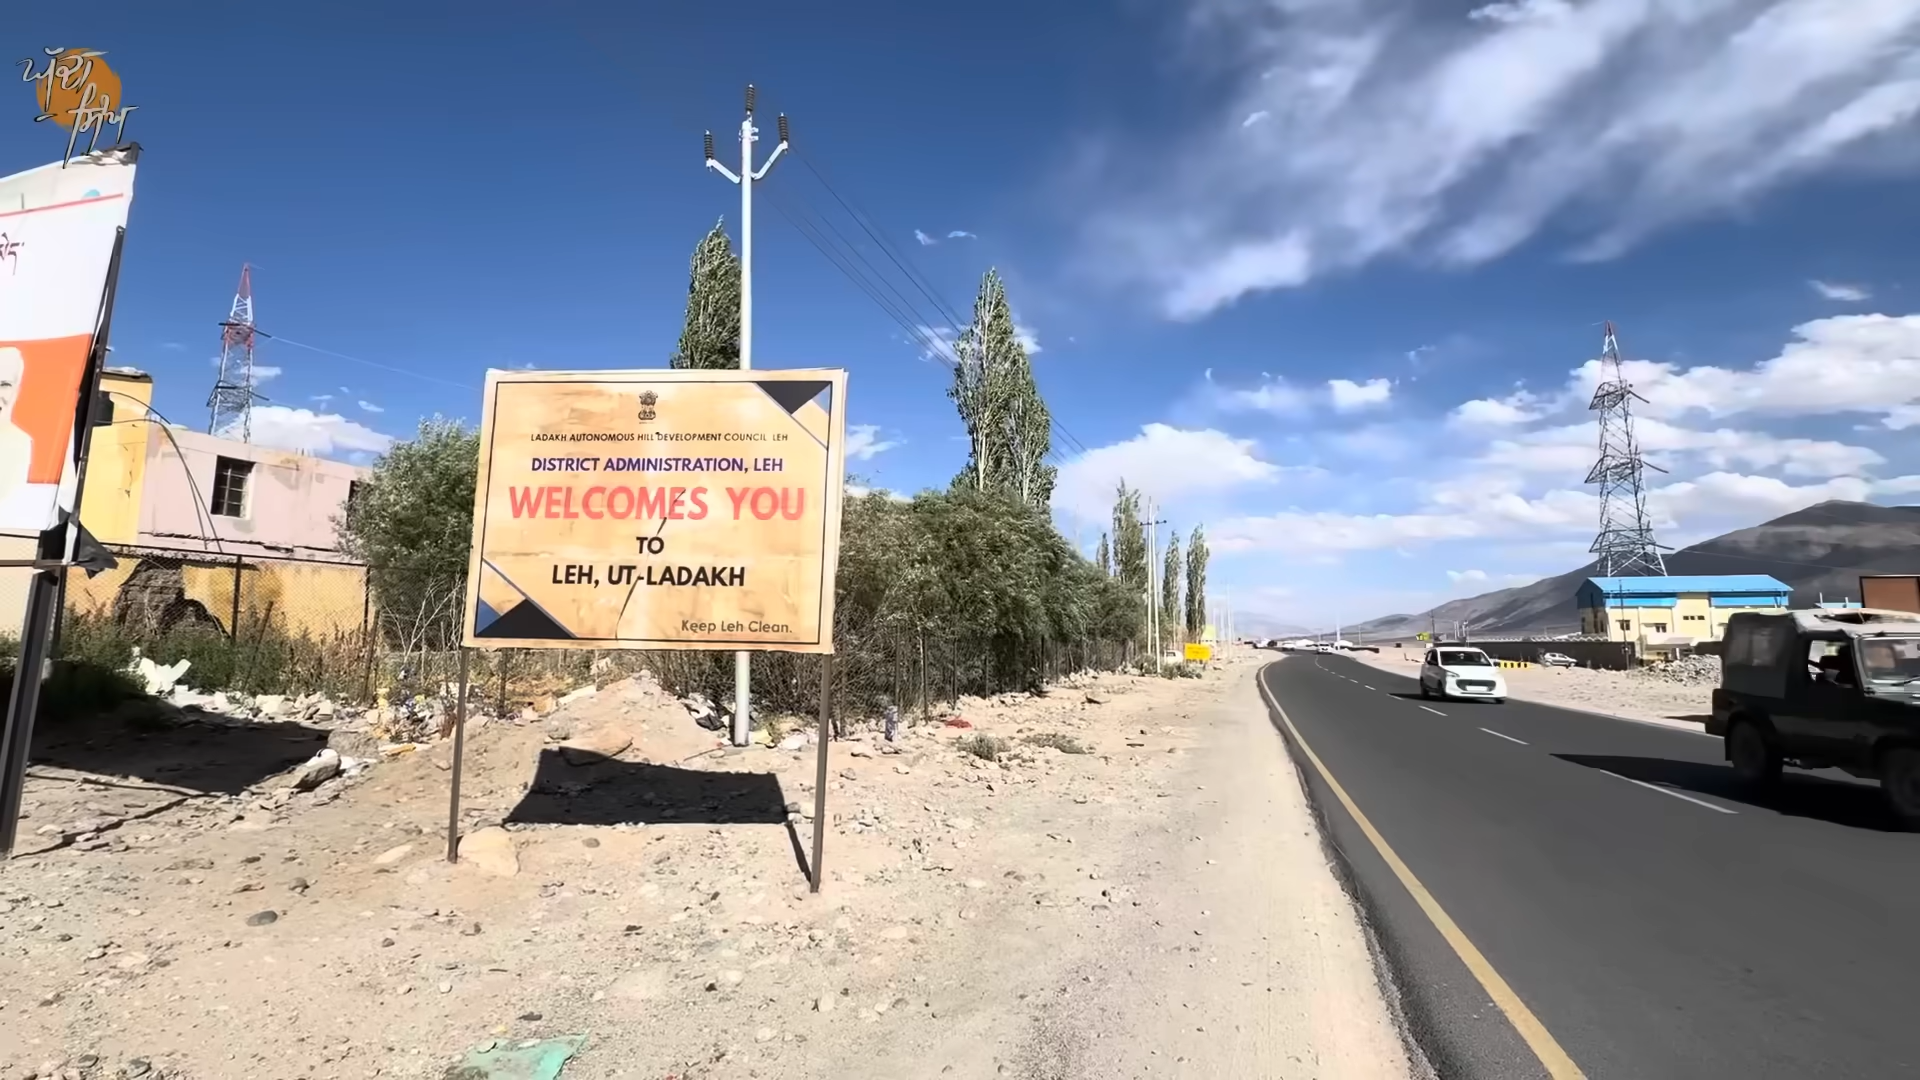 LADAKH AUTONOMOUS HILL DEVELOPMENT COUNCIL LEH
DISTRICT ADMINISTRATION, LEH
WELCOMES YOU
TO
LEH, UT-LADAKH
Keep Leh Clean.